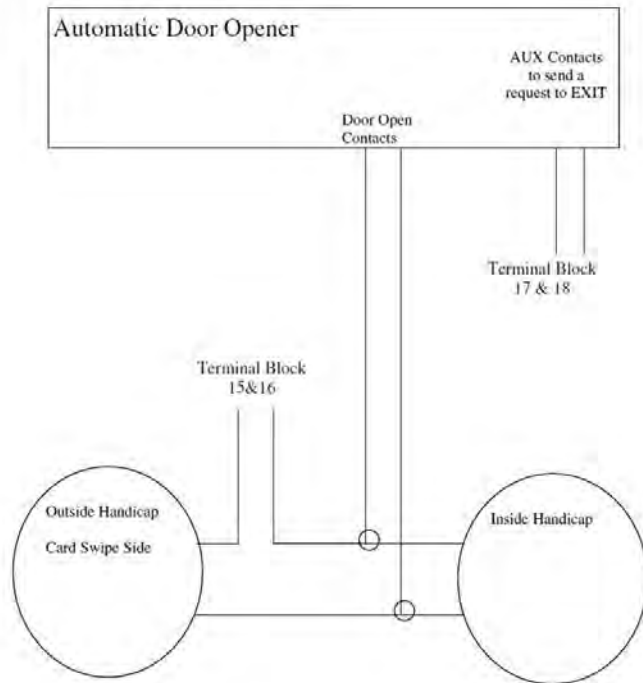 Automatic Door Opener
AUX Contacts
to send a
request to EXIT
Door Open
Contacts
Terminal Block
17 & 18
Terminal Block
15&16
Outside Handicap
Card Swipe Side
Inside Handicap